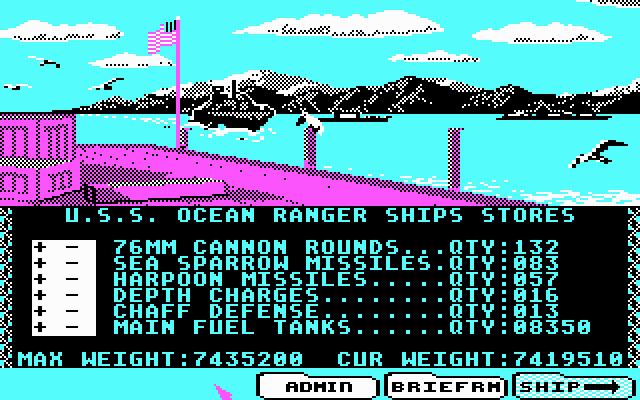 U.S.S. OCEAN RANGER SHIPS STORES
+ - 76MM CANNON ROUNDS...QTY:132
+ - SEA SPARROW MISSILES.QTY:083
+ - HARPOON MISSILES.....QTY:057
+ - DEPTH CHARGES........QTY:016
+ - CHAFF DEFENSE........QTY:013
+ - MAIN FUEL TANKS......QTY:08350
MAX WEIGHT:7435200 CUR WEIGHT:7419510
ADMIN BRIEFRM SHIP